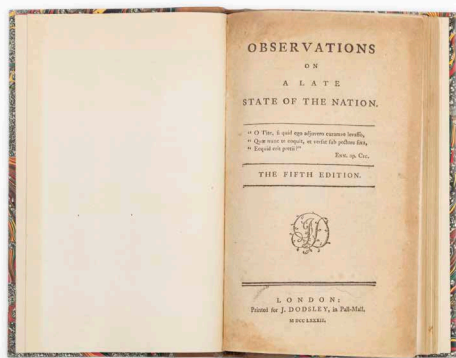 OBSERVATIONS
ON
A LATE
STATE OF THE NATION.
" O Tite, si quid ego adjuvero curamve levasso,
" Quæ nunc te coquit, et versat sub pectore fixa,
" Ecquid erit pretii?"
Enn. ap. Cic.
THE FIFTH EDITION.
LONDON:
Printed for J. DODSLEY, in Pall-Mall.
M DCC LXXXII.